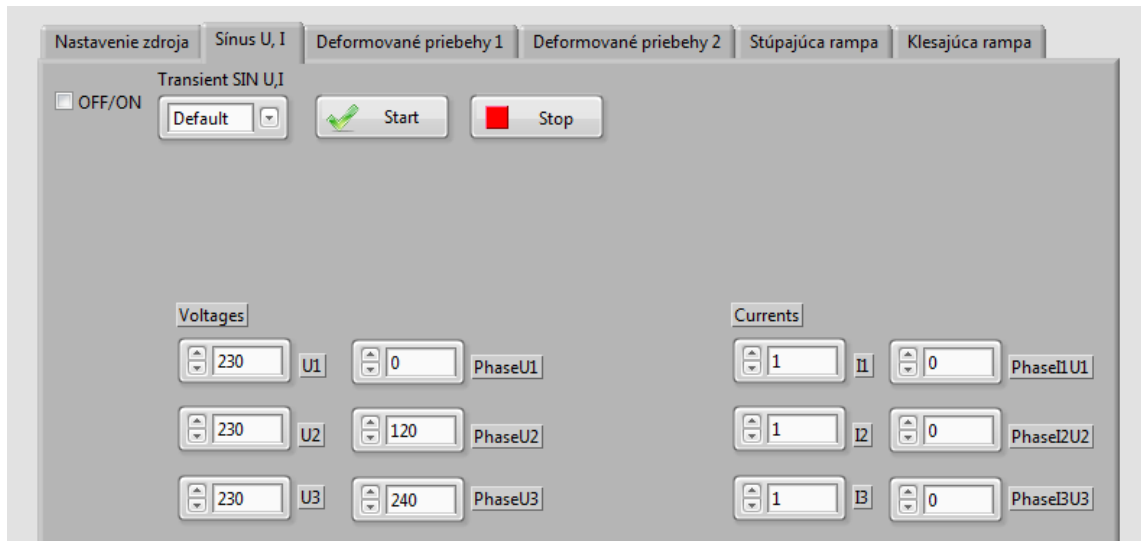 Nastavenie zdroja Sínus U, I Deformované priebehy 1 Deformované priebehy 2 Stúpajúca rampa Klesajúca rampa
Transient SIN U,I
OFF/ON Default Start Stop
Voltages Currents
230 U1 0 PhaseU1 1 I1 0 PhaseI1U1
230 U2 120 PhaseU2 1 I2 0 PhaseI2U2
230 U3 240 PhaseU3 1 I3 0 PhaseI3U3